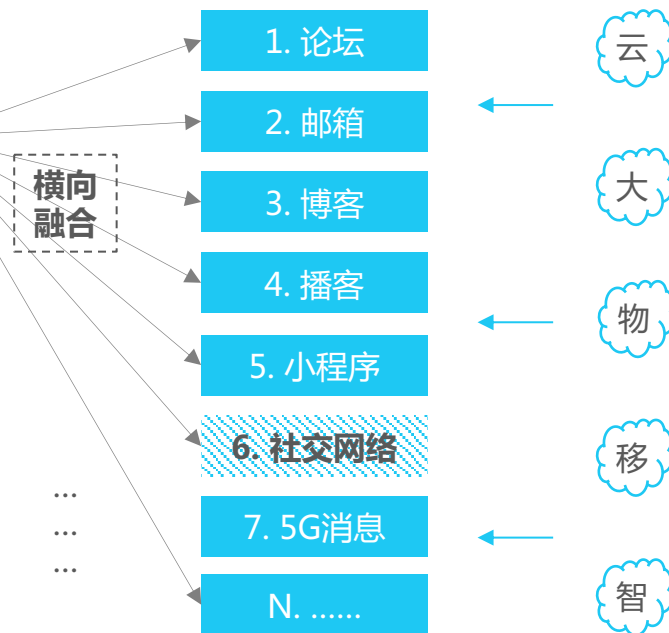 1. 论坛
2. 邮箱
3. 博客
4. 播客
5. 小程序
6. 社交网络
7. 5G消息
N. ......
横向
融合
...
...
...
云
大
物
移
智